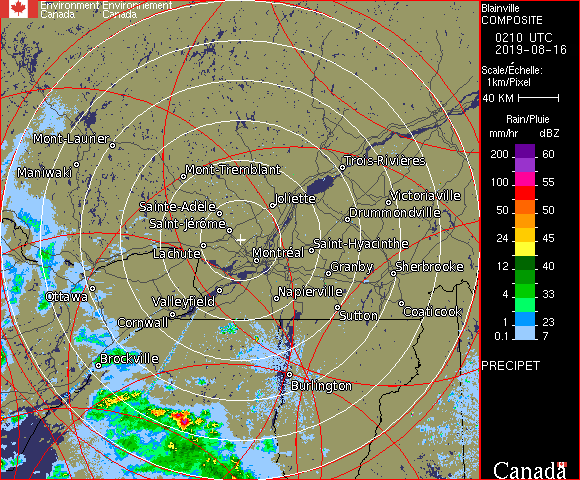 Environment Environnement
Canada Canada
Blainville
COMPOSITE
0210 UTC
2019-08-16
Scale/Échelle:
1km/Pixel
40 KM
Rain/Pluie
mm/hr dBZ
200 60
100 55
50 50
24 45
12 40
4 33
1 23
0.1 7
PRECIPET
Canada
Mont-Laurier
Maniwaki
Mont-Tremblant
Trois-Rivières
Joliette
Victoriaville
Sainte-Adèle
Drummondville
Saint-Jérôme
Lachute
Montréal
Saint-Hyacinthe
Granby
Sherbrooke
Ottawa
Valleyfield
Napierville
Cornwall
Sutton
Coaticook
Brockville
Burlington